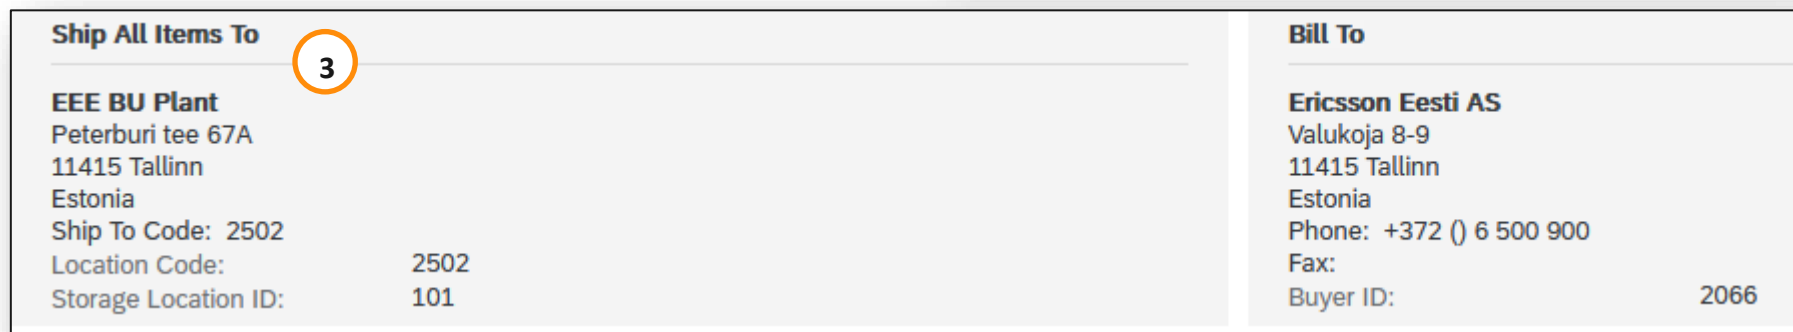 Ship All Items To
3
EEE BU Plant
Peterburi tee 67A
11415 Tallinn
Estonia
Ship To Code: 2502
Location Code: 2502
Storage Location ID: 101
Bill To
Ericsson Eesti AS
Valukoja 8-9
11415 Tallinn
Estonia
Phone: +372 () 6 500 900
Fax:
Buyer ID: 2066